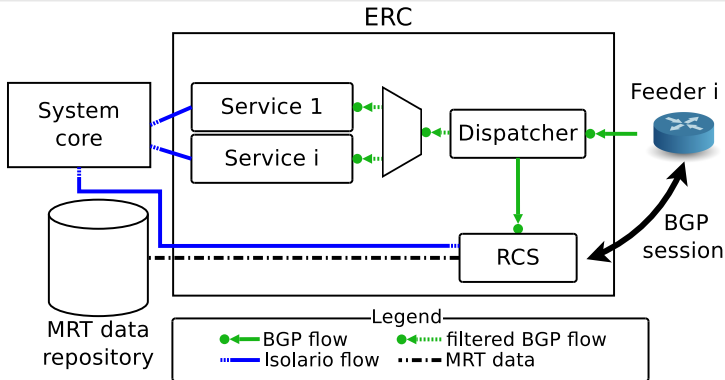 ERC
System
core
Service 1
Service i
Dispatcher
Feeder i
RCS
BGP
session
MRT data
repository
Legend
BGP flow
filtered BGP flow
Isolario flow
MRT data